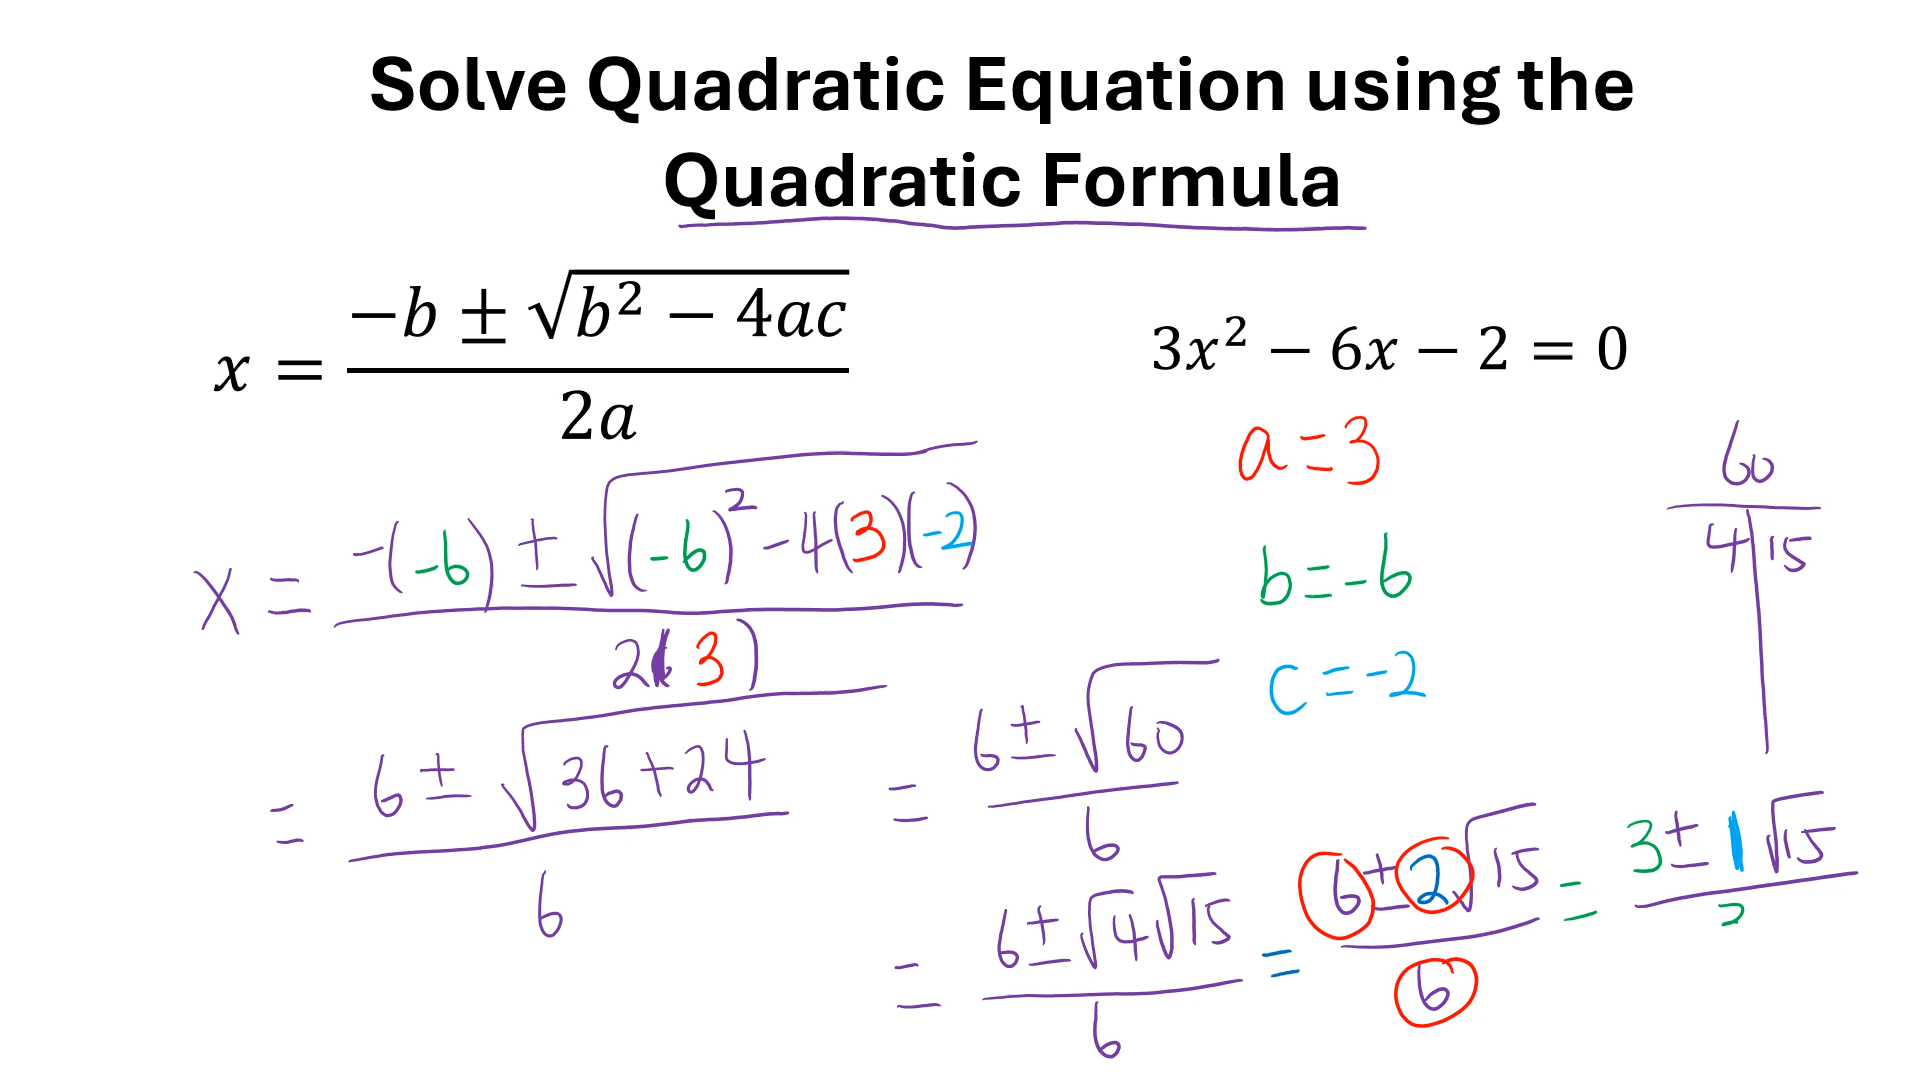 Solve Quadratic Equation using the
Quadratic Formula
x = (−b ± √(b² − 4ac)) / 2a
3x² − 6x − 2 = 0
a = 3
b = -6
c = -2
60
4 | 15
x = (-(-6) ± √((-6)² - 4(3)(-2))) / 2(3)
= (6 ± √(36+24)) / 6
= (6 ± √60) / 6
= (6 ± √4√15) / 6
= (6 ± 2√15) / 6
= (3 ± 1√15) /